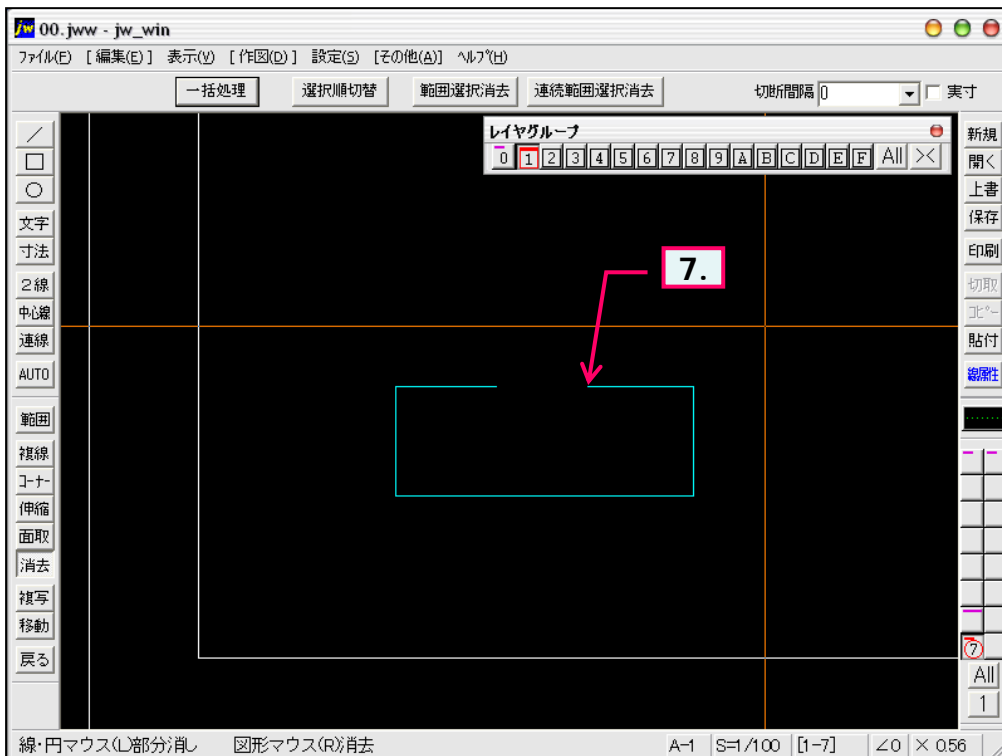 jw 00.jww - jw_win
ファイル(F) [編集(E)] 表示(V) [作図(D)] 設定(S) [その他(A)] ヘルプ(H)
一括処理 選択順切替 範囲選択消去 連続範囲選択消去 切断間隔 0 実寸
レイヤグループ
0 1 2 3 4 5 6 7 8 9 A B C D E F All ><
／
□
○
文字
寸法
2線
中心線
連線
AUTO
範囲
複線
コーナー
伸縮
面取
消去
複写
移動
戻る
7.
新規
開く
上書
保存
印刷
切取
コピー
貼付
線属性
7
All
1
線・円マウス(L)部分消し 図形マウス(R)消去 A-1 S=1/100 [1-7] ∠0 × 0.56